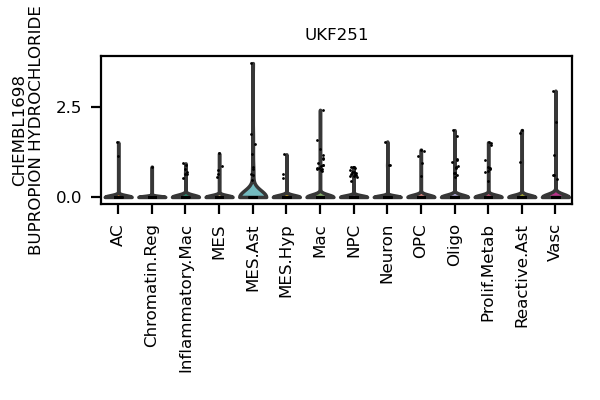 UKF251
CHEMBL1698
BUPROPION HYDROCHLORIDE
2.5
0.0
AC
Chromatin.Reg
Inflammatory.Mac
MES
MES.Ast
MES.Hyp
Mac
NPC
Neuron
OPC
Oligo
Prolif.Metab
Reactive.Ast
Vasc